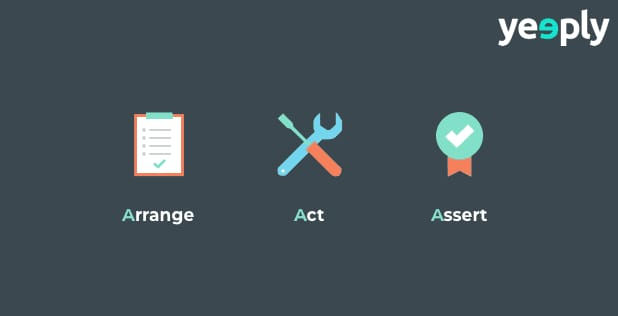 yeeply
Arrange
Act
Assert